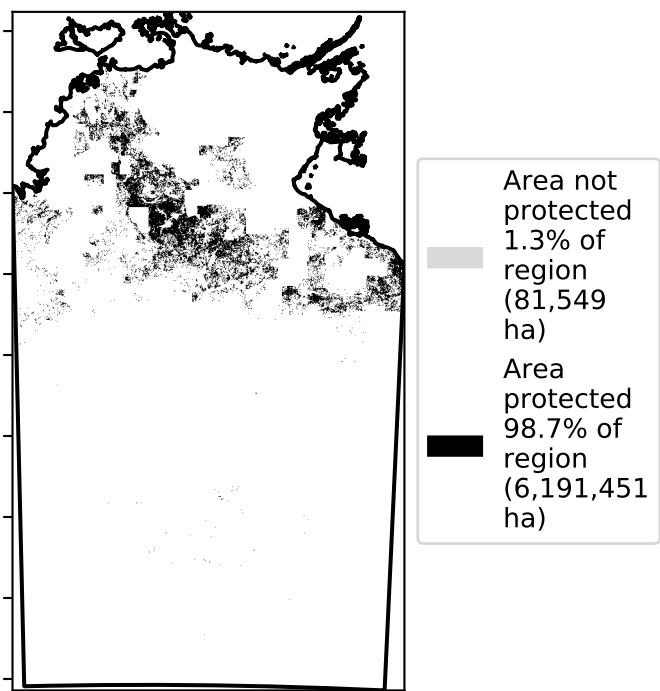 Area not
protected
1.3% of
region
(81,549
ha)
Area
protected
98.7% of
region
(6,191,451
ha)